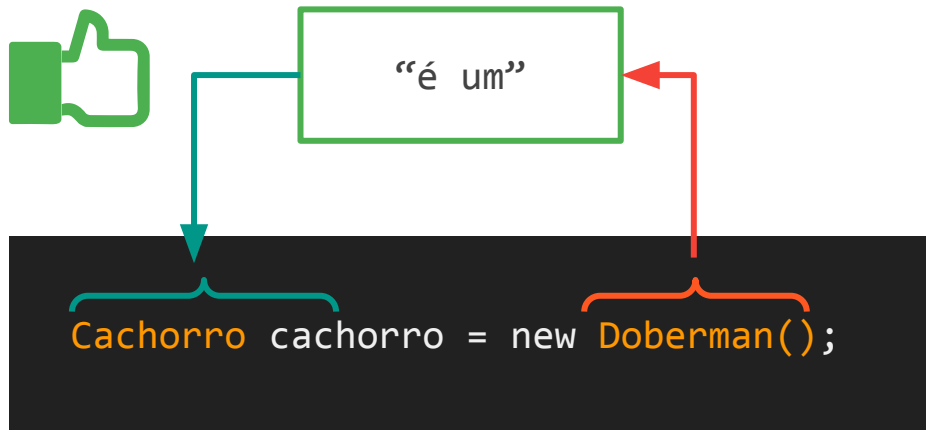 “é um”
Cachorro cachorro = new Doberman();